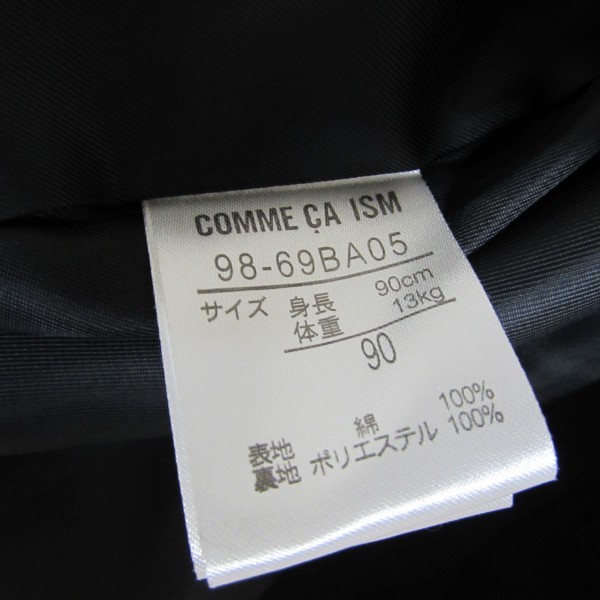 COMME ÇA ISM
98-69BA05
サイズ 身長 90cm
体重 13kg
90
表地 綿 100%
裏地 ポリエステル 100%